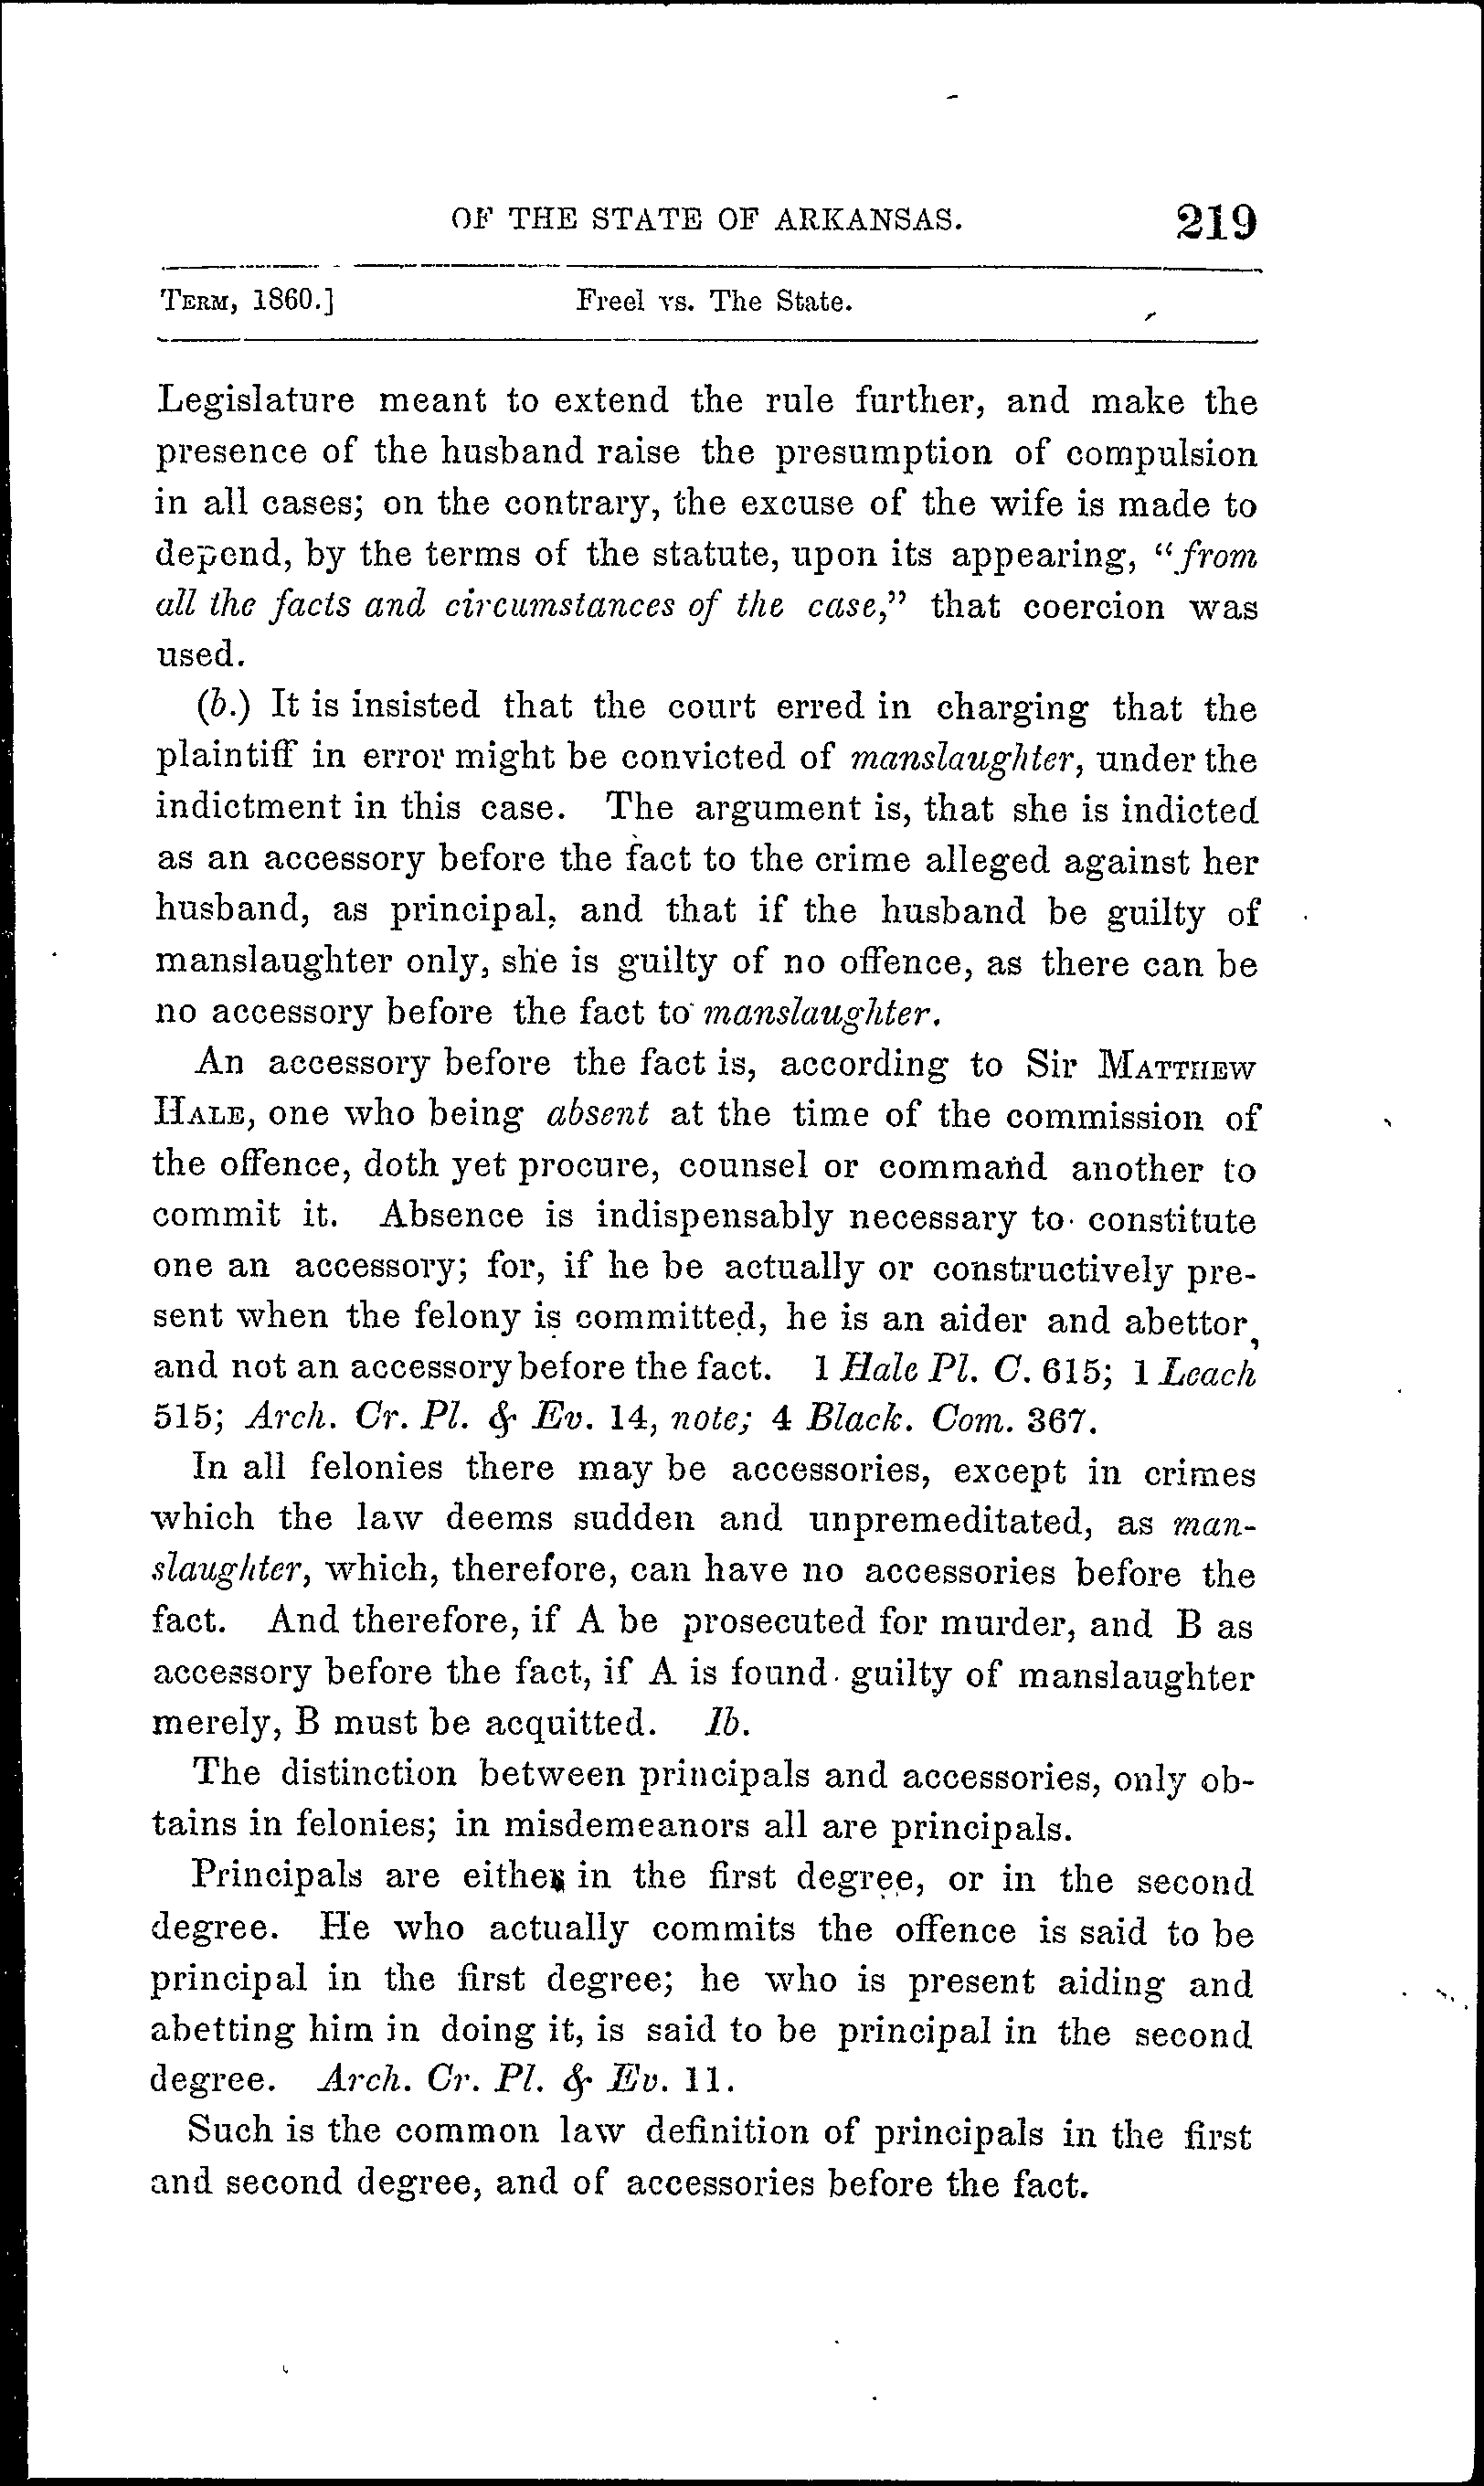 OF THE STATE OF ARKANSAS. 219
TERM, 1860.] Freel vs. The State.
Legislature meant to extend the rule further, and make the
presence of the husband raise the presumption of compulsion
in all cases; on the contrary, the excuse of the wife is made to
depend, by the terms of the statute, upon its appearing, "from
all the facts and circumstances of the case," that coercion was
used.
(b.) It is insisted that the court erred in charging that the
plaintiff in error might be convicted of manslaughter, under the
indictment in this case. The argument is, that she is indicted
as an accessory before the fact to the crime alleged against her
husband, as principal, and that if the husband be guilty of
manslaughter only, she is guilty of no offence, as there can be
no accessory before the fact to manslaughter.
An accessory before the fact is, according to Sir MATTHEW
HALE, one who being absent at the time of the commission of
the offence, doth yet procure, counsel or command another to
commit it. Absence is indispensably necessary to constitute
one an accessory; for, if he be actually or constructively pre-
sent when the felony is committed, he is an aider and abettor,
and not an accessory before the fact. 1 Hale Pl. C. 615; 1 Leach
515; Arch. Cr. Pl. & Ev. 14, note; 4 Black. Com. 367.
In all felonies there may be accessories, except in crimes
which the law deems sudden and unpremeditated, as man-
slaughter, which, therefore, can have no accessories before the
fact. And therefore, if A be prosecuted for murder, and B as
accessory before the fact, if A is found guilty of manslaughter
merely, B must be acquitted. Ib.
The distinction between principals and accessories, only ob-
tains in felonies; in misdemeanors all are principals.
Principals are either in the first degree, or in the second
degree. He who actually commits the offence is said to be
principal in the first degree; he who is present aiding and
abetting him in doing it, is said to be principal in the second
degree. Arch. Cr. Pl. & Ev. 11.
Such is the common law definition of principals in the first
and second degree, and of accessories before the fact.